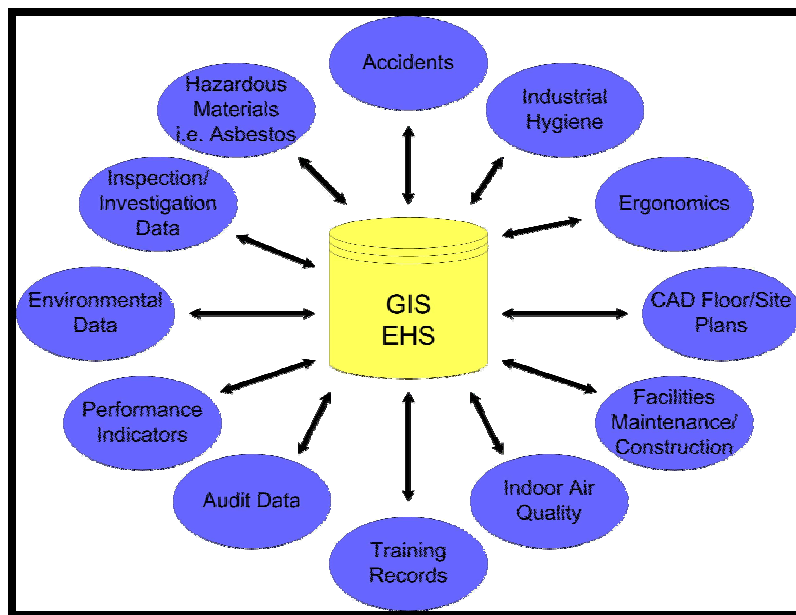 Accidents
Industrial
Hygiene
Ergonomics
CAD Floor/Site
Plans
Facilities
Maintenance/
Construction
Indoor Air
Quality
Training
Records
Audit Data
Performance
Indicators
Environmental
Data
Inspection/
Investigation
Data
Hazardous
Materials
i.e. Asbestos
GIS
EHS